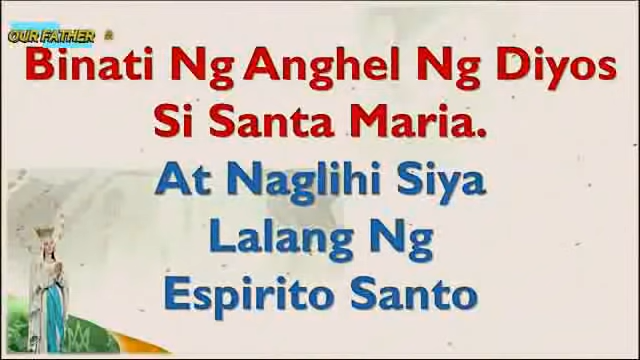 OUR FATHER
Binati Ng Anghel Ng Diyos
Si Santa Maria.
At Naglihi Siya
Lalang Ng
Espirito Santo